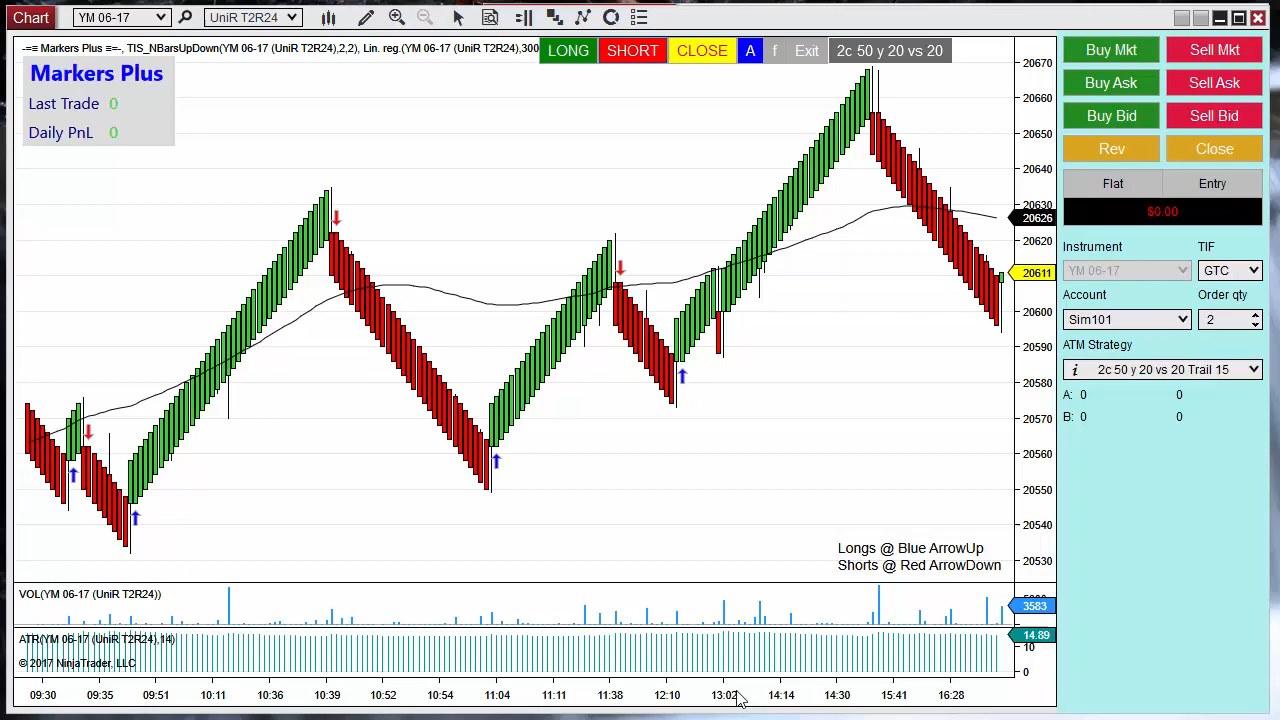 Chart YM 06-17 UniR T2R24
-=≡ Markers Plus ≡=-, TIS_NBarsUpDown(YM 06-17 (UniR T2R24),2,2), Lin. reg.(YM 06-17 (UniR T2R24),300
LONG SHORT CLOSE A f Exit 2c 50 y 20 vs 20
Markers Plus
Last Trade 0
Daily PnL 0
20670
20660
20650
20640
20630
20626
20620
20611
20600
20590
20580
20570
20560
20550
20540
20530
Longs @ Blue ArrowUp
Shorts @ Red ArrowDown
VOL(YM 06-17 (UniR T2R24))
3583
ATR(YM 06-17 (UniR T2R24),14)
14.89
10
0
© 2017 NinjaTrader, LLC
09:30 09:35 09:51 10:11 10:36 10:39 10:52 10:54 11:04 11:11 11:38 12:10 13:02 14:14 14:30 15:41 16:28
Buy Mkt Sell Mkt
Buy Ask Sell Ask
Buy Bid Sell Bid
Rev Close
Flat Entry
$0.00
Instrument TIF
YM 06-17 GTC
Account Order qty
Sim101 2
ATM Strategy
i 2c 50 y 20 vs 20 Trail 15
A: 0 0
B: 0 0